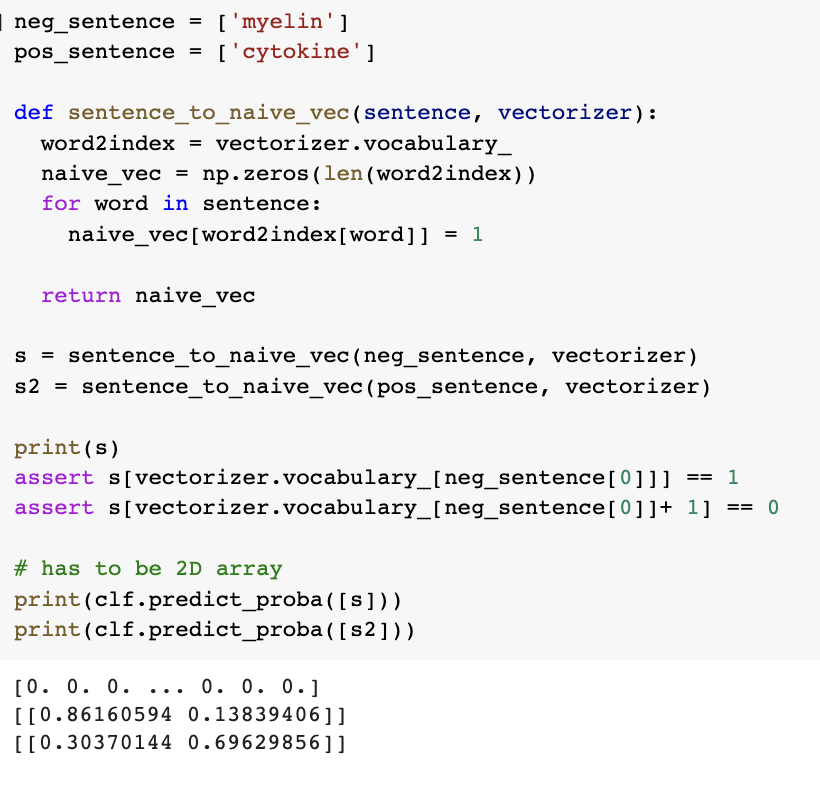 neg_sentence = ['myelin']
pos_sentence = ['cytokine']
def sentence_to_naive_vec(sentence, vectorizer):
  word2index = vectorizer.vocabulary_
  naive_vec = np.zeros(len(word2index))
  for word in sentence:
    naive_vec[word2index[word]] = 1
  return naive_vec
s = sentence_to_naive_vec(neg_sentence, vectorizer)
s2 = sentence_to_naive_vec(pos_sentence, vectorizer)
print(s)
assert s[vectorizer.vocabulary_[neg_sentence[0]]] == 1
assert s[vectorizer.vocabulary_[neg_sentence[0]]+ 1] == 0
# has to be 2D array
print(clf.predict_proba([s]))
print(clf.predict_proba([s2]))
[0. 0. 0. ... 0. 0. 0.]
[[0.86160594 0.13839406]]
[[0.30370144 0.69629856]]